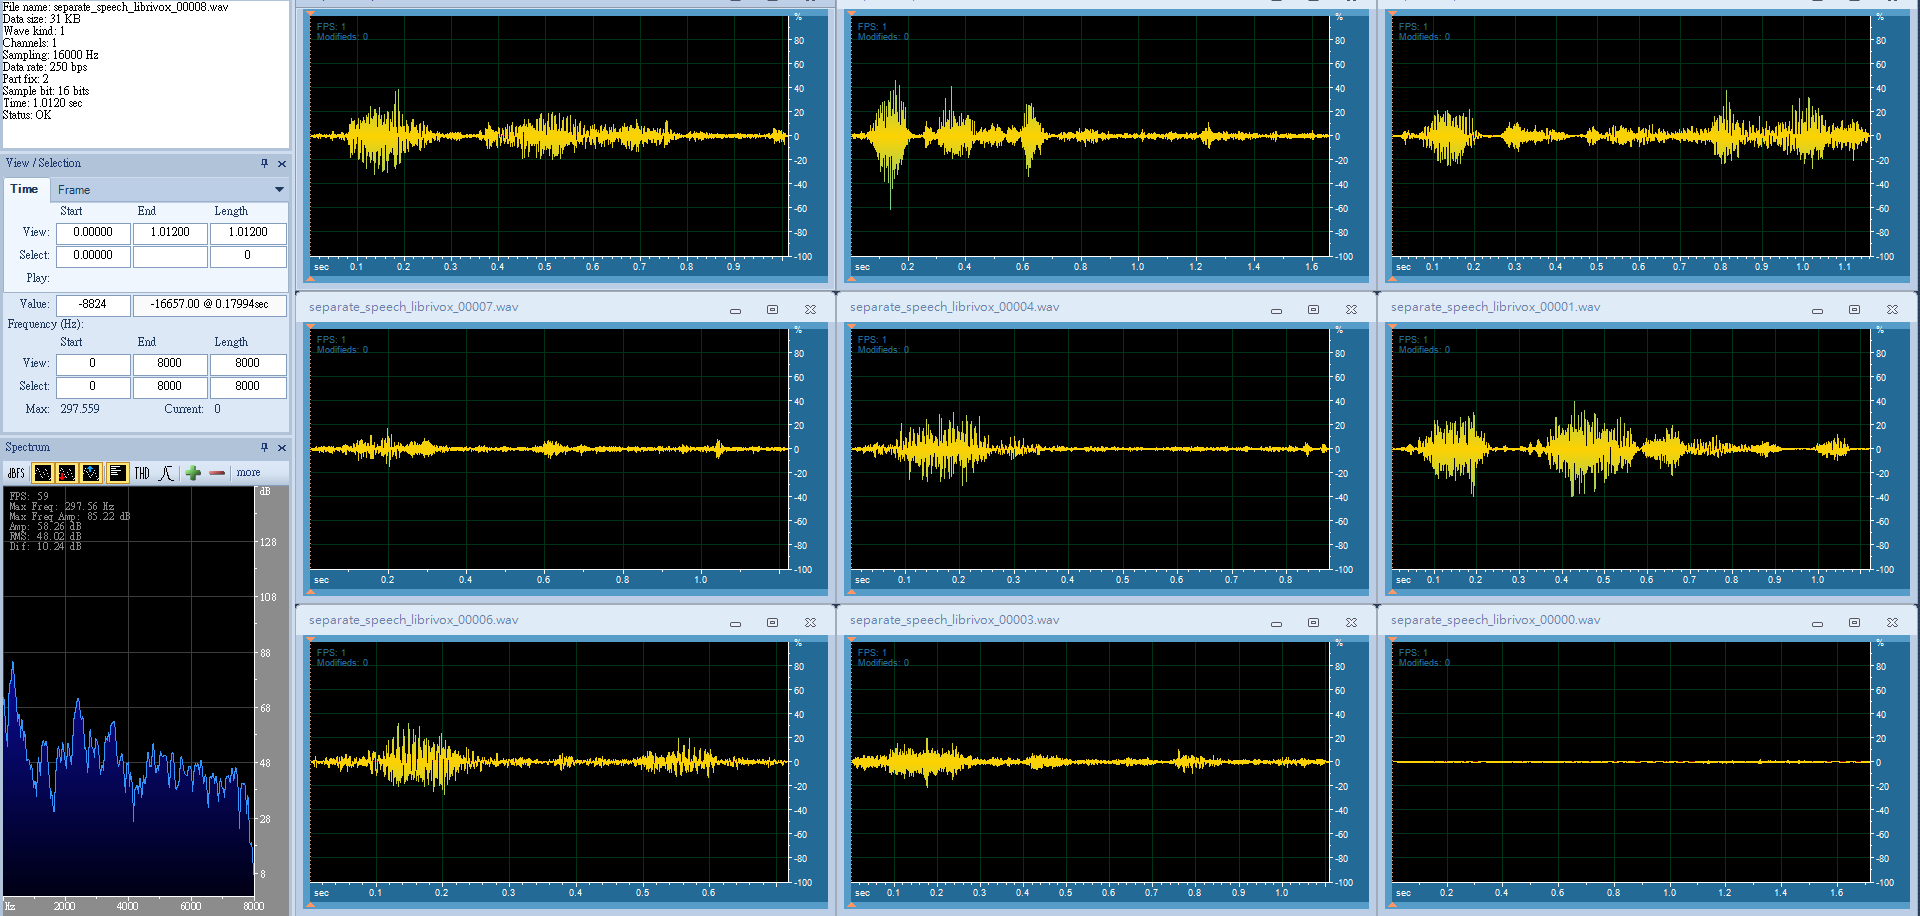 File name: separate_speech_librivox_00008.wav
Data size: 31 KB
Wave kind: 1
Channels: 1
Sampling: 16000 Hz
Data rate: 250 bps
Part fix: 2
Sample bit: 16 bits
Time: 1.0120 sec
Status: OK
View / Selection
Time Frame
Start End Length
View: 0.00000 1.01200 1.01200
Select: 0.00000 0
Play:
Value: -8824 -16657.00 @ 0.17994sec
Frequency (Hz):
Start End Length
View: 0 8000 8000
Select: 0 8000 8000
Max: 297.559 Current: 0
Spectrum
dBFS THD more
FPS: 59
Max Freq: 297.56 Hz
Max Freq Amp: 85.22 dB
Amp: 58.26 dB
RMS: 48.02 dB
Dif: 10.24 dB
dB
128
108
88
68
48
28
8
Hz 2000 4000 6000 8000
FPS: 1
Modifieds: 0
%
80
60
40
20
0
-20
-40
-60
-80
-100
sec 0.1 0.2 0.3 0.4 0.5 0.6 0.7 0.8 0.9
FPS: 1
Modifieds: 0
%
80
60
40
20
0
-20
-40
-60
-80
-100
sec 0.2 0.4 0.6 0.8 1.0 1.2 1.4 1.6
FPS: 1
Modifieds: 0
%
80
60
40
20
0
-20
-40
-60
-80
-100
sec 0.1 0.2 0.3 0.4 0.5 0.6 0.7 0.8 0.9 1.0 1.1
separate_speech_librivox_00007.wav
FPS: 1
Modifieds: 0
%
80
60
40
20
0
-20
-40
-60
-80
-100
sec 0.2 0.4 0.6 0.8 1.0
separate_speech_librivox_00004.wav
FPS: 1
Modifieds: 0
%
80
60
40
20
0
-20
-40
-60
-80
-100
sec 0.1 0.2 0.3 0.4 0.5 0.6 0.7 0.8
separate_speech_librivox_00001.wav
FPS: 1
Modifieds: 0
%
80
60
40
20
0
-20
-40
-60
-80
-100
sec 0.1 0.2 0.3 0.4 0.5 0.6 0.7 0.8 0.9 1.0
separate_speech_librivox_00006.wav
FPS: 1
Modifieds: 0
%
80
60
40
20
0
-20
-40
-60
-80
-100
sec 0.1 0.2 0.3 0.4 0.5 0.6
separate_speech_librivox_00003.wav
FPS: 1
Modifieds: 0
%
80
60
40
20
0
-20
-40
-60
-80
-100
sec 0.1 0.2 0.3 0.4 0.5 0.6 0.7 0.8 0.9 1.0
separate_speech_librivox_00000.wav
FPS: 1
Modifieds: 0
%
80
60
40
20
0
-20
-40
-60
-80
-100
sec 0.2 0.4 0.6 0.8 1.0 1.2 1.4 1.6